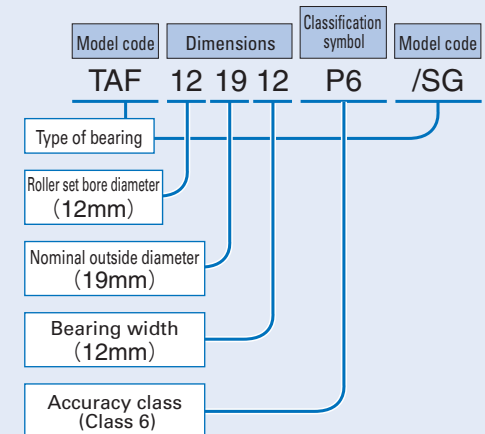 Model code Dimensions Classification symbol Model code
TAF 12 19 12 P6 /SG
Type of bearing
Roller set bore diameter
（12mm）
Nominal outside diameter
（19mm）
Bearing width
（12mm）
Accuracy class
(Class 6)